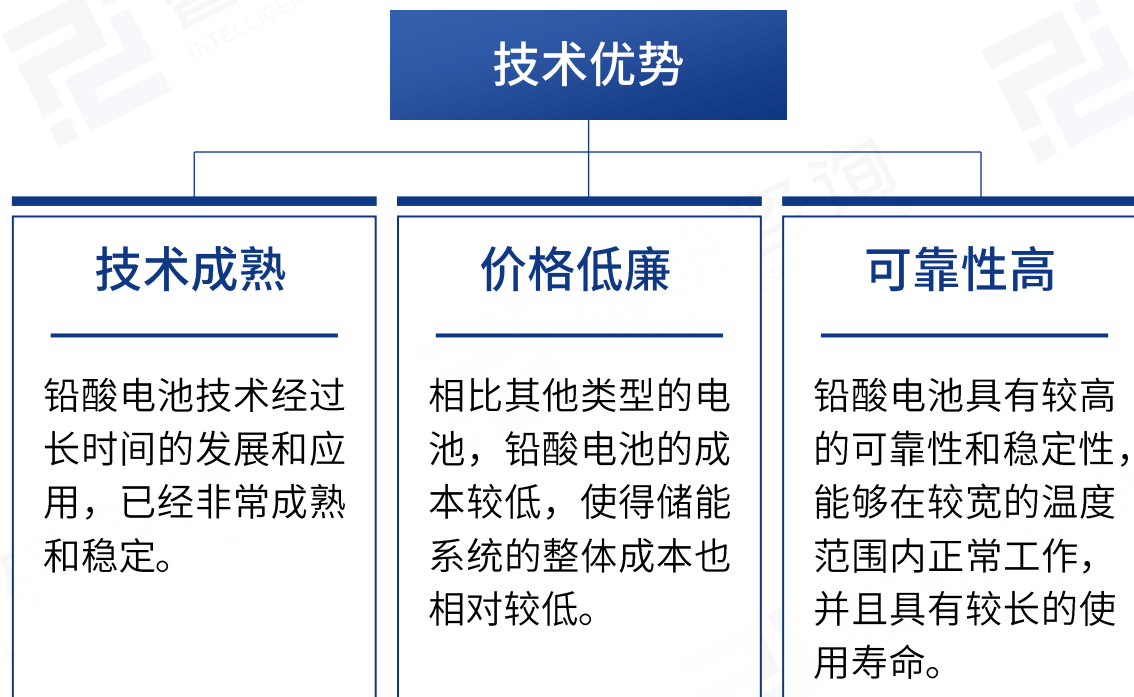 技术优势
技术成熟
铅酸电池技术经过
长时间的发展和应
用，已经非常成熟
和稳定。
价格低廉
相比其他类型的电
池，铅酸电池的成
本较低，使得储能
系统的整体成本也
相对较低。
可靠性高
铅酸电池具有较高
的可靠性和稳定性，
能够在较宽的温度
范围内正常工作，
并且具有较长的使
用寿命。